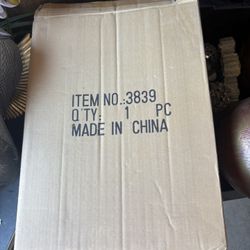 ITEM NO.:3839
Q'TY: 1 PC
MADE IN CHINA